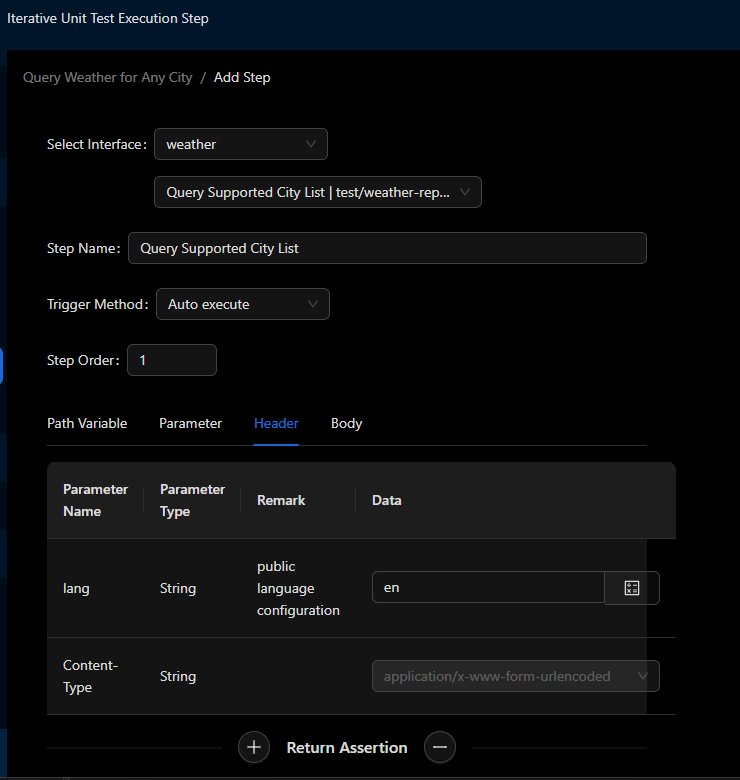 Iterative Unit Test Execution Step
Query Weather for Any City / Add Step
Select Interface: weather
Query Supported City List | test/weather-rep...
Step Name: Query Supported City List
Trigger Method: Auto execute
Step Order: 1
Path Variable Parameter Header Body
Parameter Name Parameter Type Remark Data
lang String public language configuration en
Content-Type String application/x-www-form-urlencoded
Return Assertion